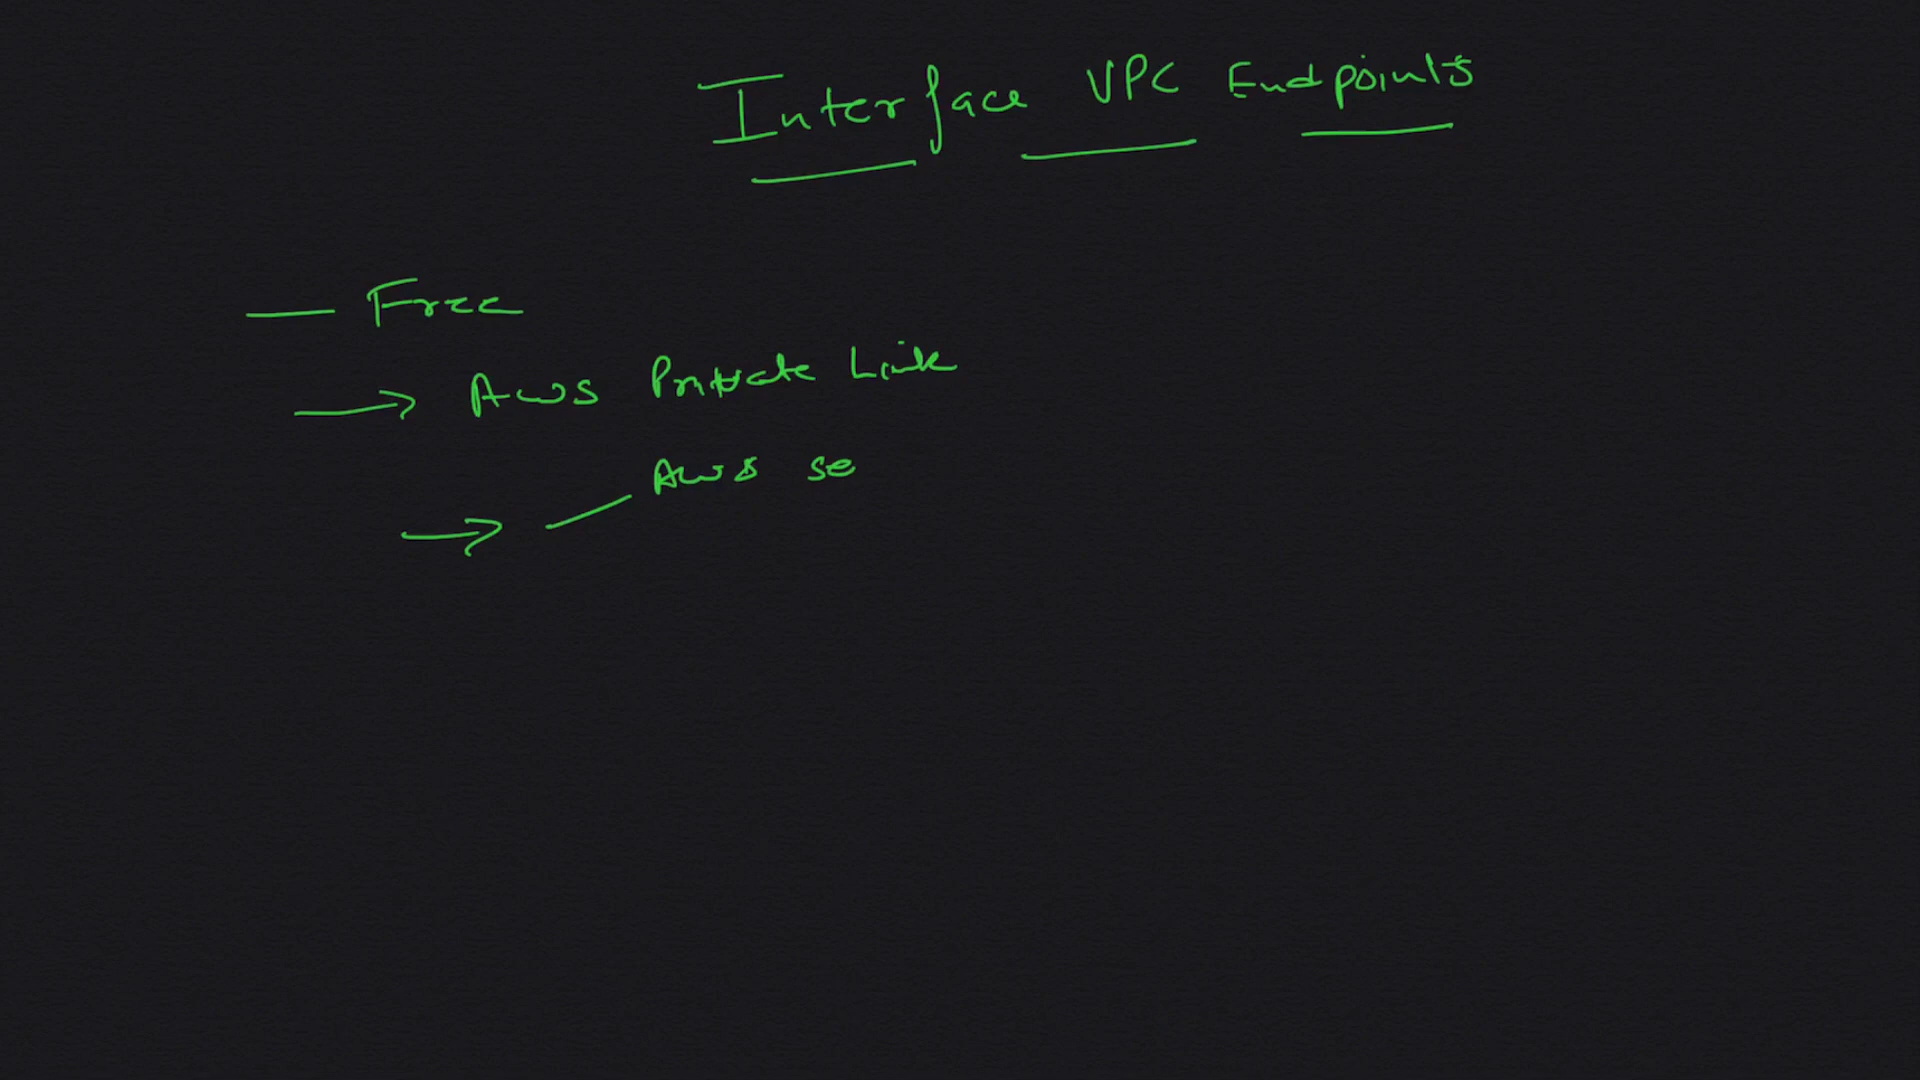 Interface VPC Endpoints
— Free
→ Aws Private Link
→ Aws se